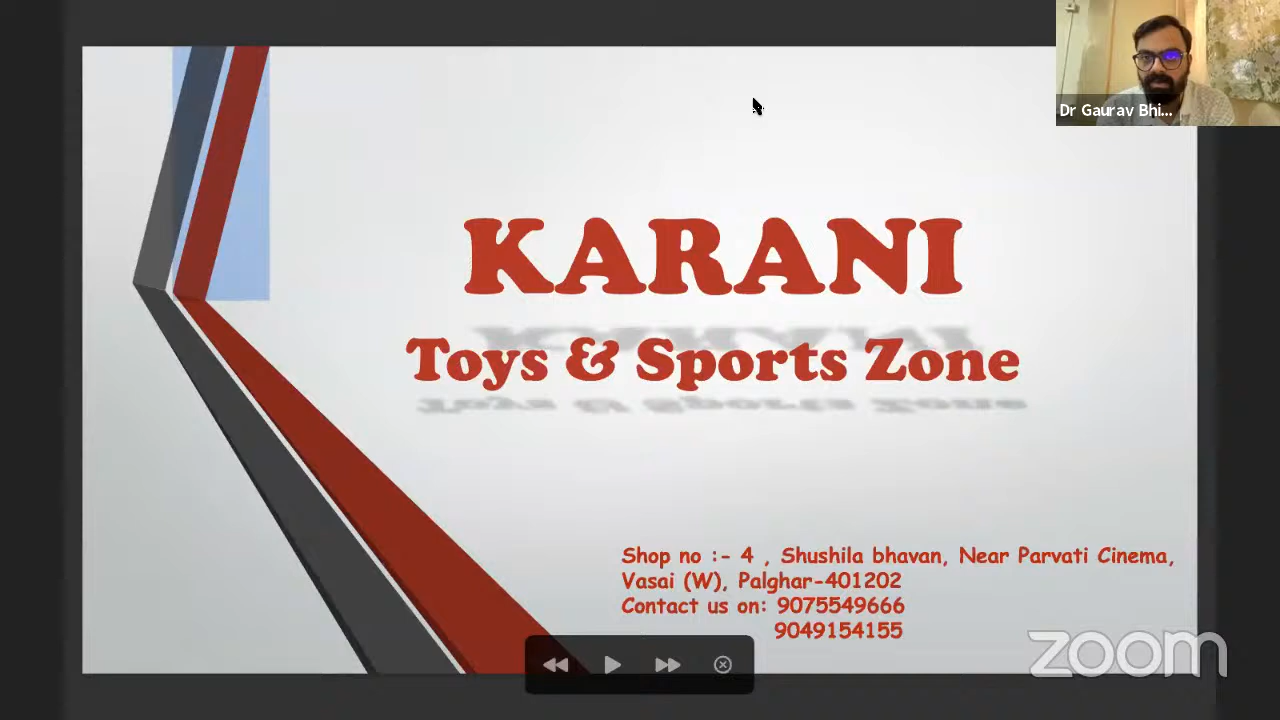 Dr Gaurav Bhi...
KARANI
Toys & Sports Zone
Shop no :- 4 , Shushila bhavan, Near Parvati Cinema,
Vasai (W), Palghar-401202
Contact us on: 9075549666
9049154155
zoom